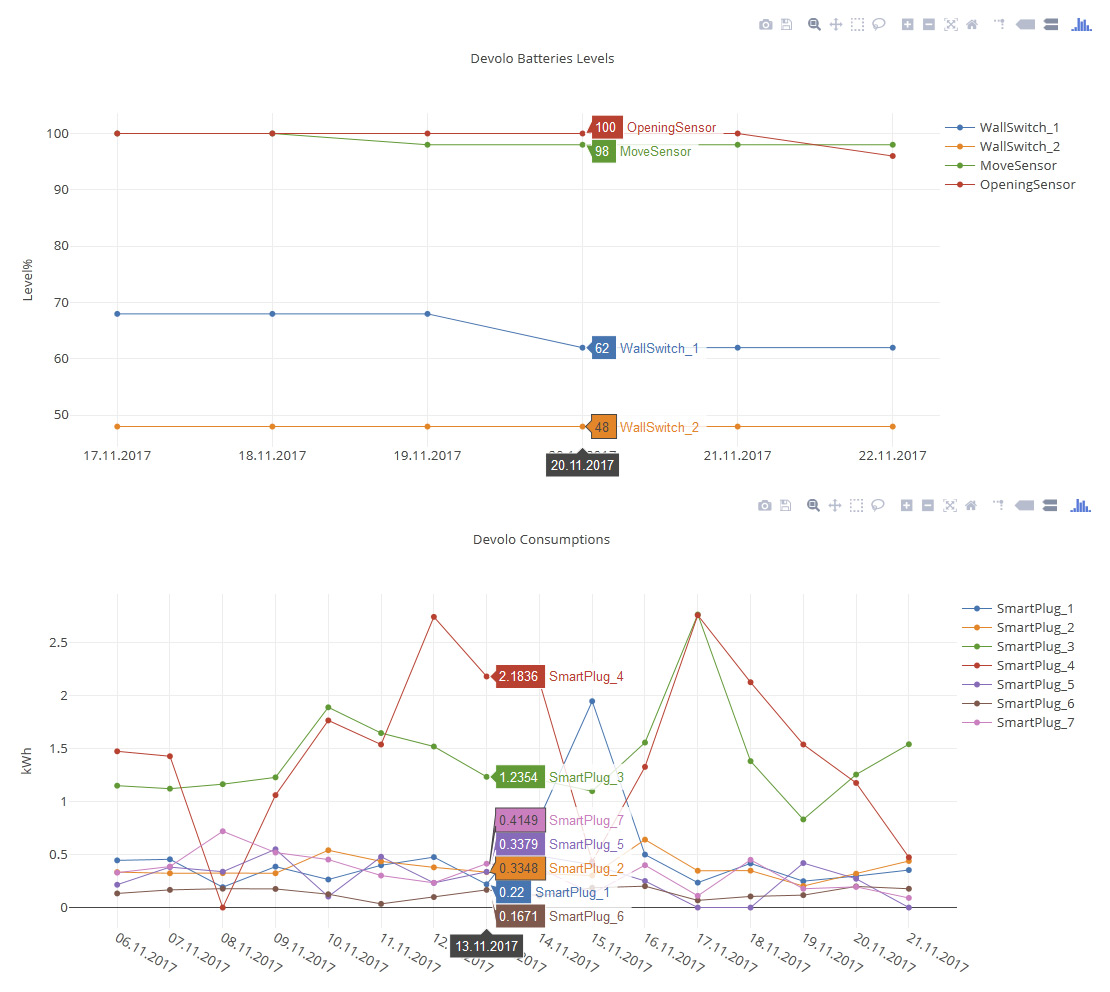 Devolo Batteries Levels
100
90
80
70
60
50
Level%
100 OpeningSensor
98 MoveSensor
62 WallSwitch_1
48 WallSwitch_2
WallSwitch_1
WallSwitch_2
MoveSensor
OpeningSensor
17.11.2017
18.11.2017
19.11.2017
20.11.2017
21.11.2017
22.11.2017
Devolo Consumptions
2.5
2
1.5
1
0.5
0
kWh
2.1836 SmartPlug_4
1.2354 SmartPlug_3
0.4149 SmartPlug_7
0.3379 SmartPlug_5
0.3348 SmartPlug_2
0.22 SmartPlug_1
0.1671 SmartPlug_6
SmartPlug_1
SmartPlug_2
SmartPlug_3
SmartPlug_4
SmartPlug_5
SmartPlug_6
SmartPlug_7
06.11.2017
07.11.2017
08.11.2017
09.11.2017
10.11.2017
11.11.2017
13.11.2017
14.11.2017
15.11.2017
16.11.2017
17.11.2017
18.11.2017
19.11.2017
20.11.2017
21.11.2017